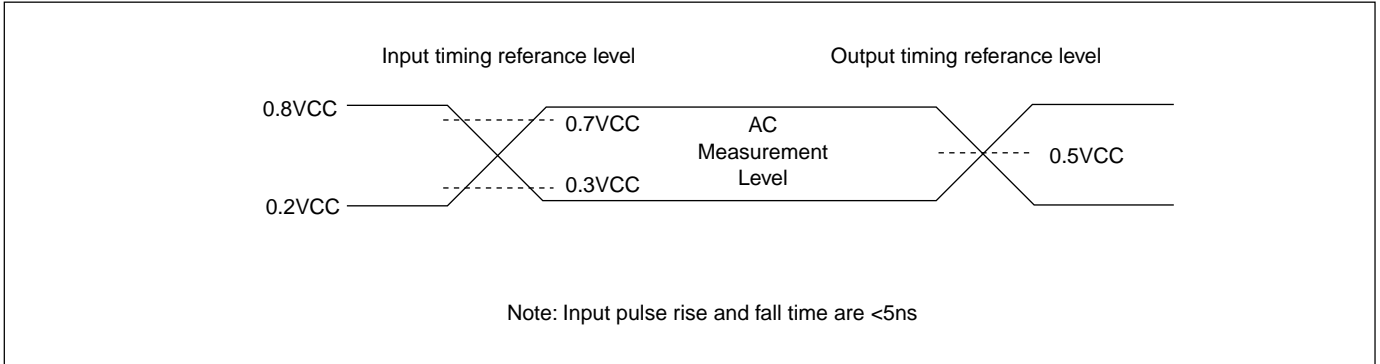 Input timing referance level
Output timing referance level
0.8VCC
0.7VCC
AC
Measurement
Level
0.5VCC
0.3VCC
0.2VCC
Note: Input pulse rise and fall time are <5ns